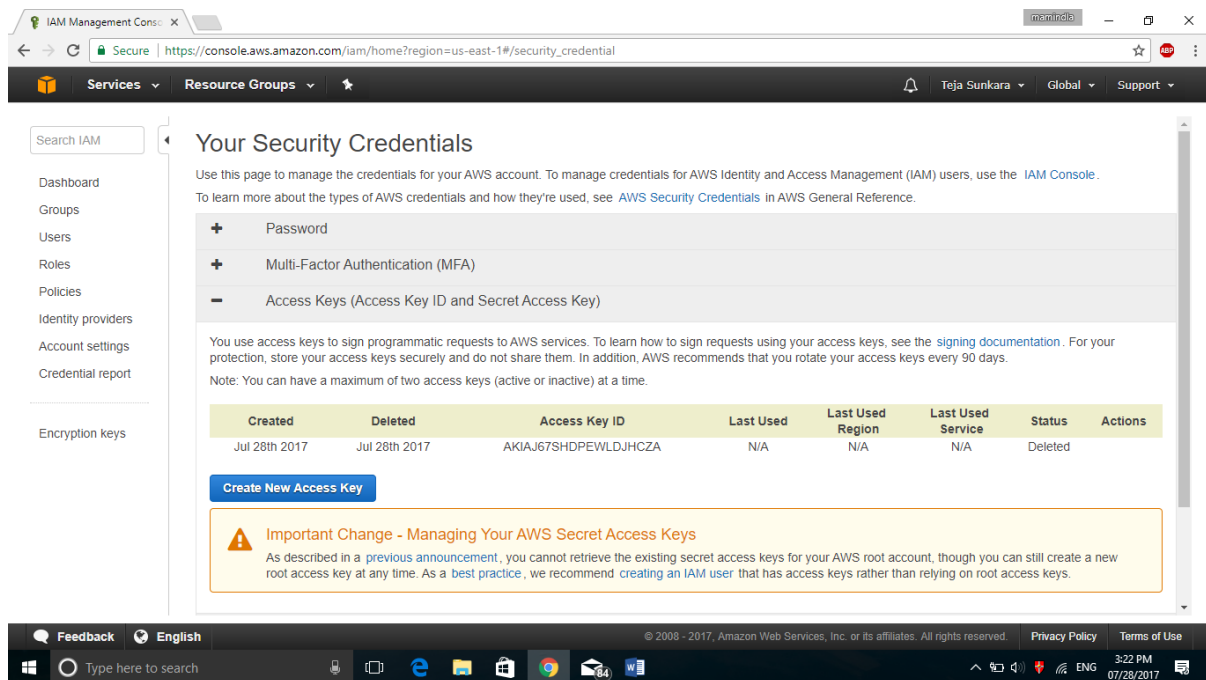 IAM Management Consc
mamindla
Secure | https://console.aws.amazon.com/iam/home?region=us-east-1#/security_credential
ABP
Services
Resource Groups
Teja Sunkara
Global
Support
Search IAM
Dashboard
Groups
Users
Roles
Policies
Identity providers
Account settings
Credential report
Encryption keys
Your Security Credentials
Use this page to manage the credentials for your AWS account. To manage credentials for AWS Identity and Access Management (IAM) users, use the IAM Console.
To learn more about the types of AWS credentials and how they're used, see AWS Security Credentials in AWS General Reference.
Password
Multi-Factor Authentication (MFA)
Access Keys (Access Key ID and Secret Access Key)
You use access keys to sign programmatic requests to AWS services. To learn how to sign requests using your access keys, see the signing documentation. For your
protection, store your access keys securely and do not share them. In addition, AWS recommends that you rotate your access keys every 90 days.
Note: You can have a maximum of two access keys (active or inactive) at a time.
Created Deleted Access Key ID Last Used Last Used Region Last Used Service Status Actions
Jul 28th 2017 Jul 28th 2017 AKIAJ67SHDPEWLDJHCZA N/A N/A N/A Deleted
Create New Access Key
Important Change - Managing Your AWS Secret Access Keys
As described in a previous announcement, you cannot retrieve the existing secret access keys for your AWS root account, though you can still create a new
root access key at any time. As a best practice, we recommend creating an IAM user that has access keys rather than relying on root access keys.
Feedback
English
© 2008 - 2017, Amazon Web Services, Inc. or its affiliates. All rights reserved.
Privacy Policy
Terms of Use
Type here to search
84
ENG
3:22 PM
07/28/2017